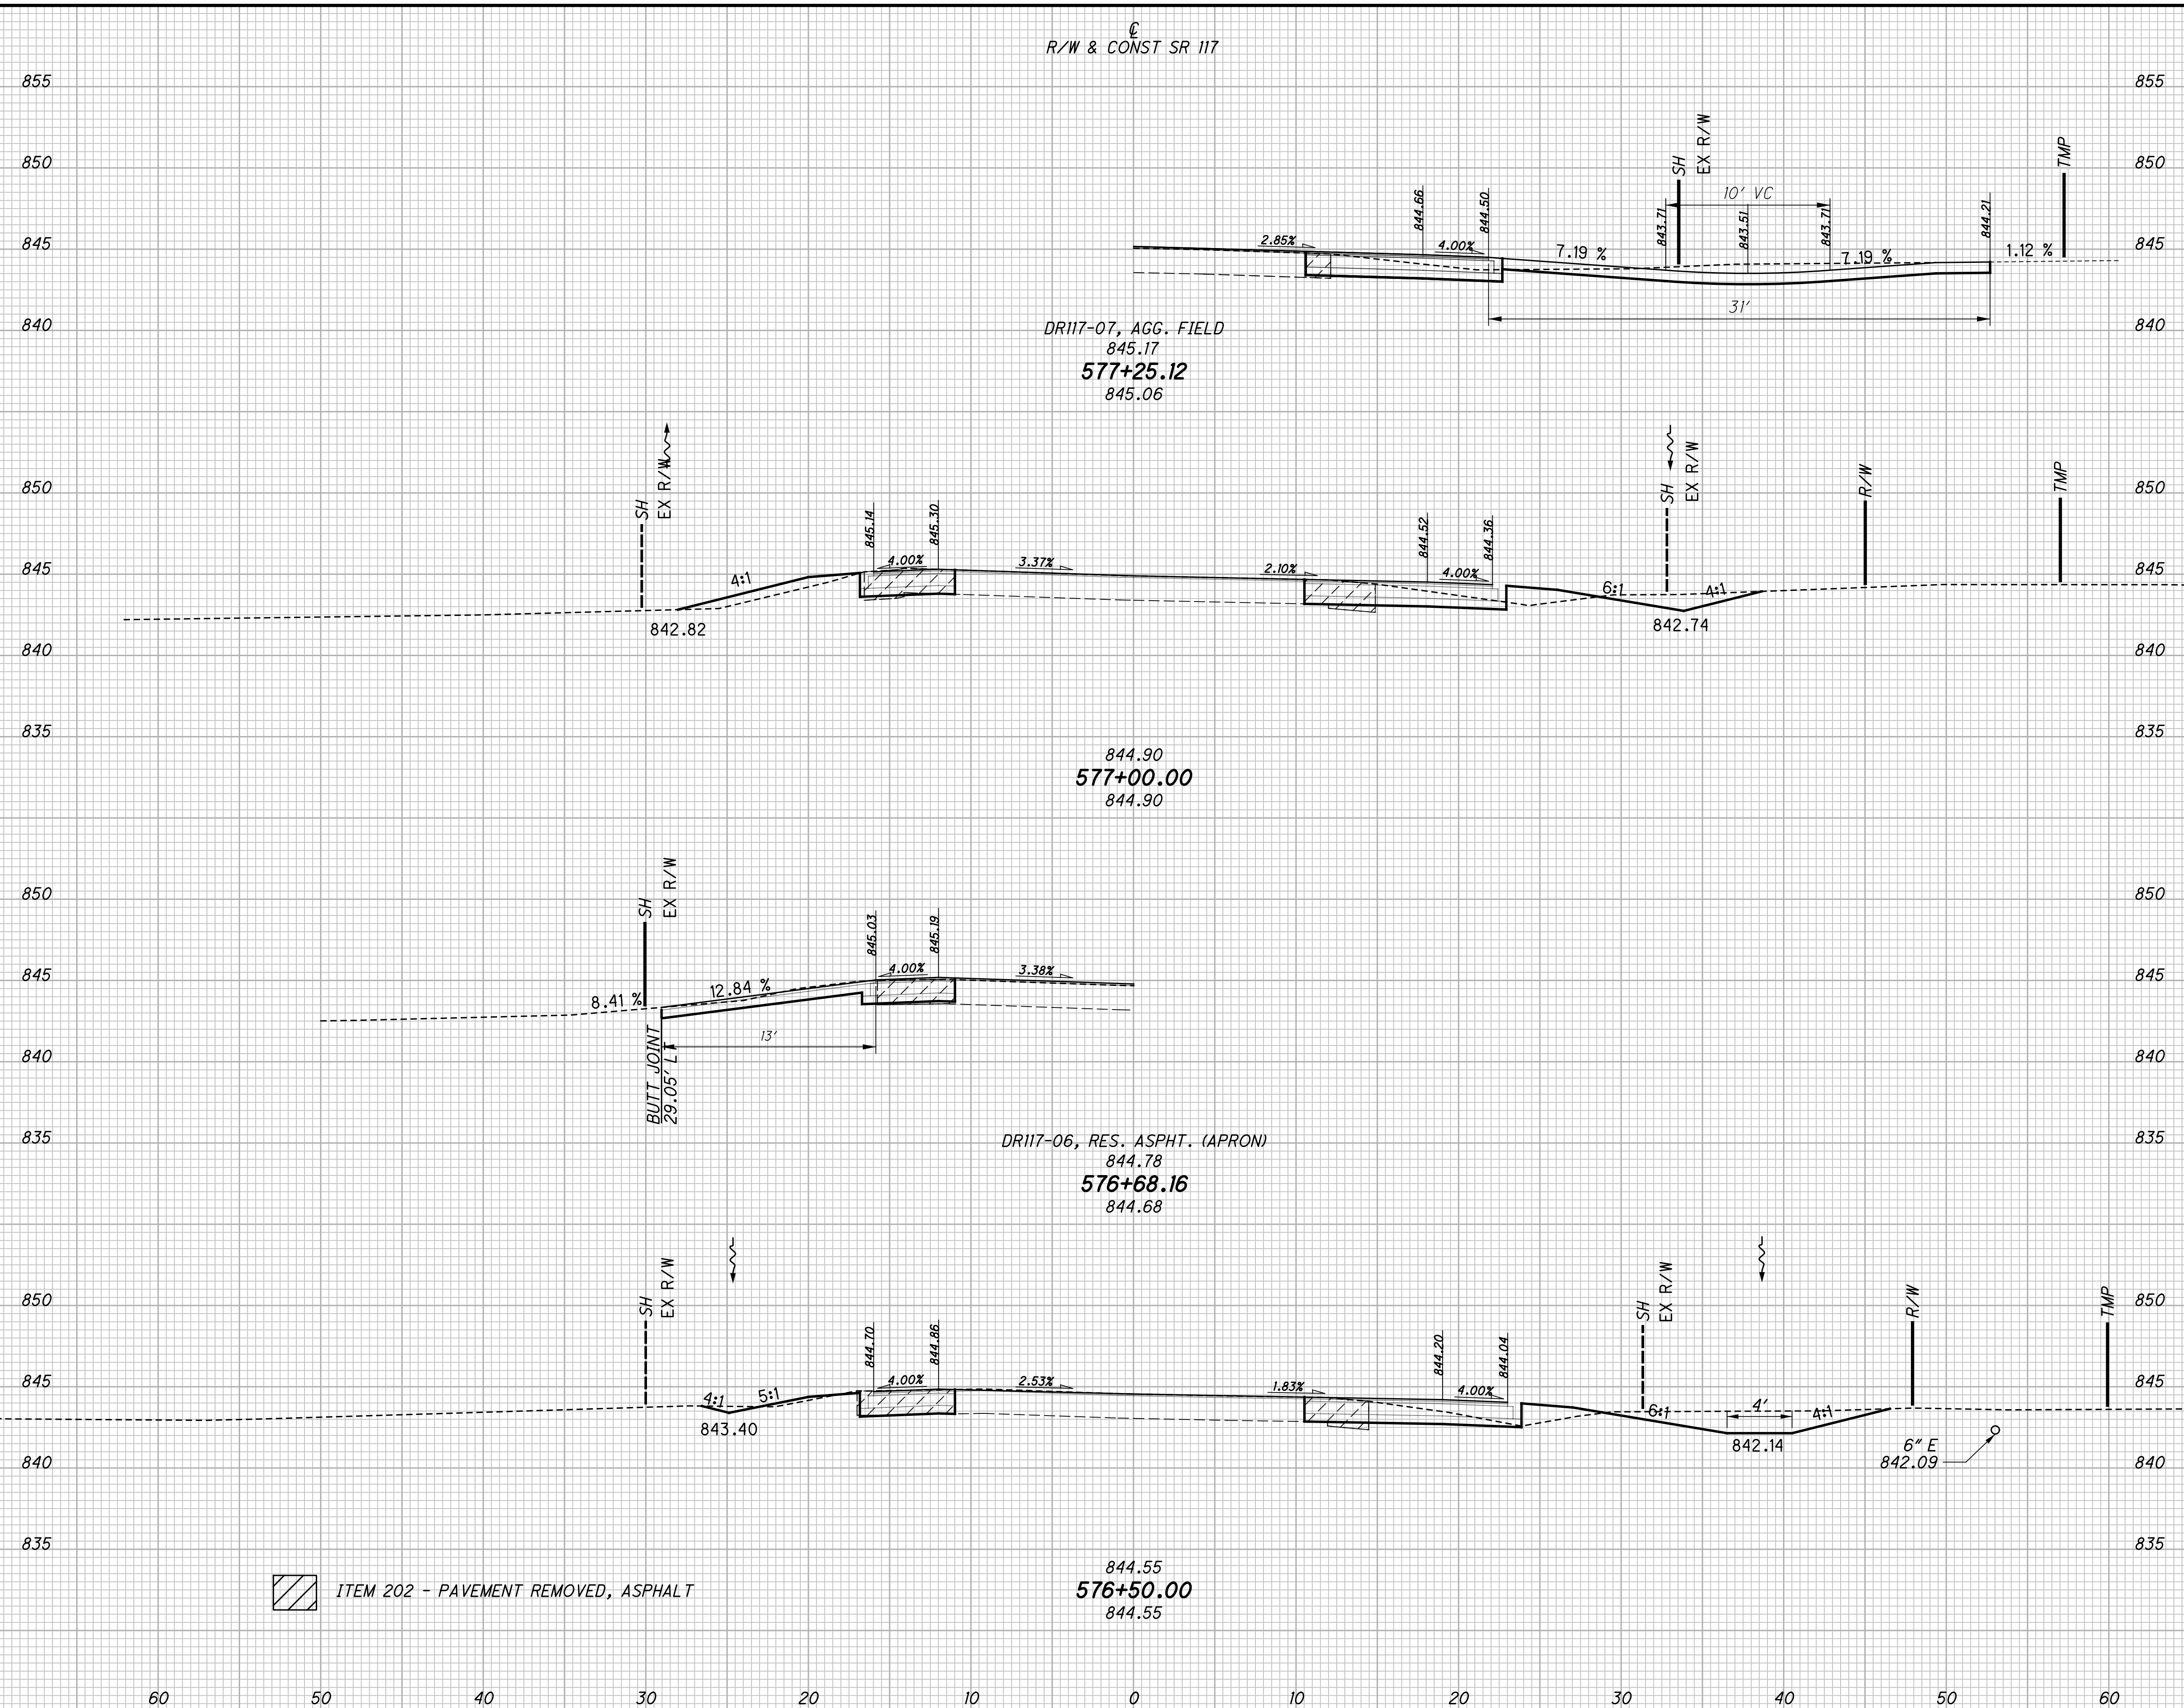 ℄
R/W & CONST SR 117
855 855
850 850
TMP
SH
EX R/W
10' VC
844.66
844.50
843.71
843.51
843.71
844.21
845 845
2.85%
4.00%
7.19 %
7.19 %
1.12 %
31'
840 840
DR117-07, AGG. FIELD
845.17
577+25.12
845.06
850 850
SH
EX R/W
SH
EX R/W
R/W
TMP
845.14
845.30
844.52
844.36
845 845
4:1
4.00%
3.37%
2.10%
4.00%
6:1
4:1
842.82
842.74
840 840
835 835
844.90
577+00.00
844.90
850 850
SH
EX R/W
845.03
845.19
845 845
8.41 %
12.84 %
4.00%
3.38%
13'
BUTT JOINT
29.05' LT
840 840
835 835
DR117-06, RES. ASPHT. (APRON)
844.78
576+68.16
844.68
850 850
SH
EX R/W
SH
EX R/W
R/W
TMP
844.70
844.86
844.20
844.04
845 845
4:1
5:1
4.00%
2.53%
1.83%
4.00%
6:1
4'
4:1
843.40
842.14
6" E
842.09
840 840
835 835
844.55
576+50.00
844.55
ITEM 202 - PAVEMENT REMOVED, ASPHALT
60 50 40 30 20 10 0 10 20 30 40 50 60